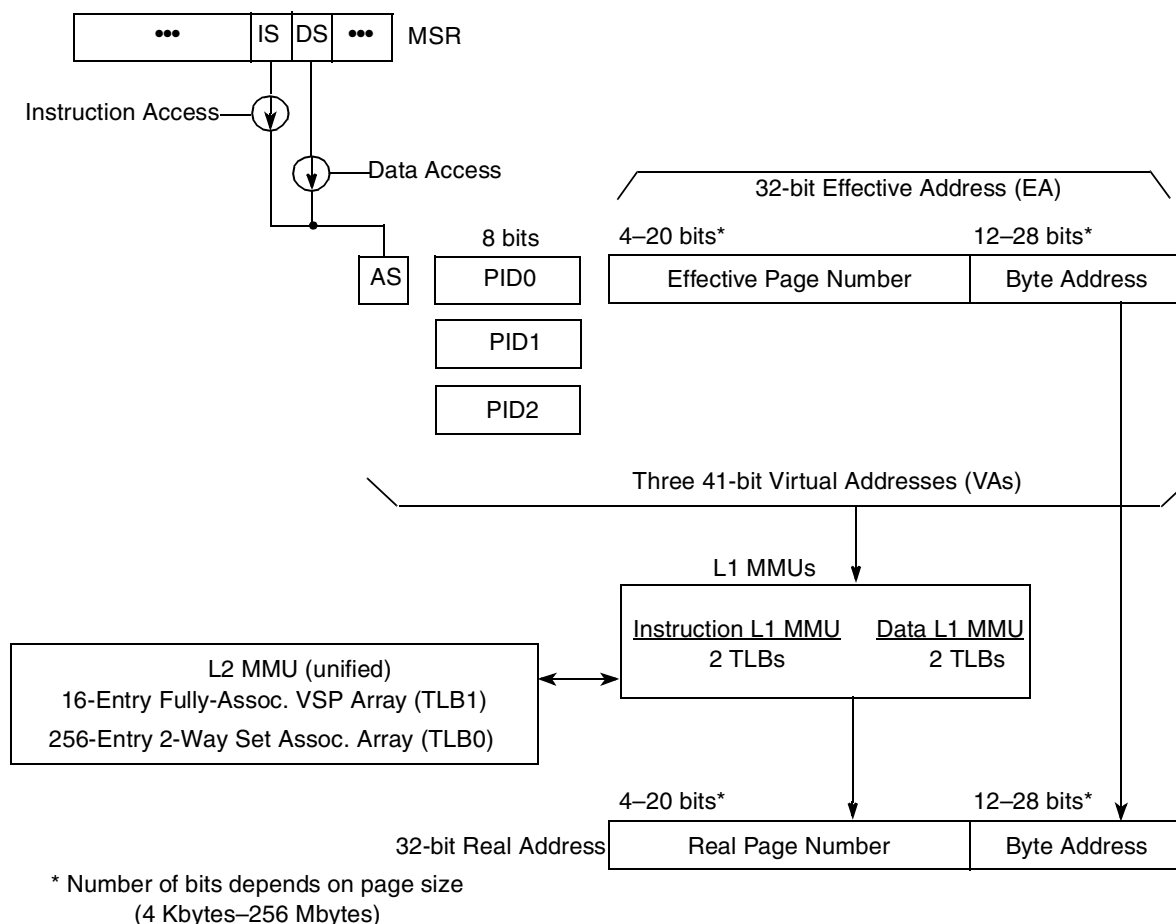 ••• IS DS ••• MSR
Instruction Access
Data Access
32-bit Effective Address (EA)
8 bits 4–20 bits* 12–28 bits*
AS PID0 Effective Page Number Byte Address
PID1
PID2
Three 41-bit Virtual Addresses (VAs)
L1 MMUs
Instruction L1 MMU Data L1 MMU
2 TLBs 2 TLBs
L2 MMU (unified)
16-Entry Fully-Assoc. VSP Array (TLB1)
256-Entry 2-Way Set Assoc. Array (TLB0)
4–20 bits* 12–28 bits*
32-bit Real Address Real Page Number Byte Address
* Number of bits depends on page size
(4 Kbytes–256 Mbytes)